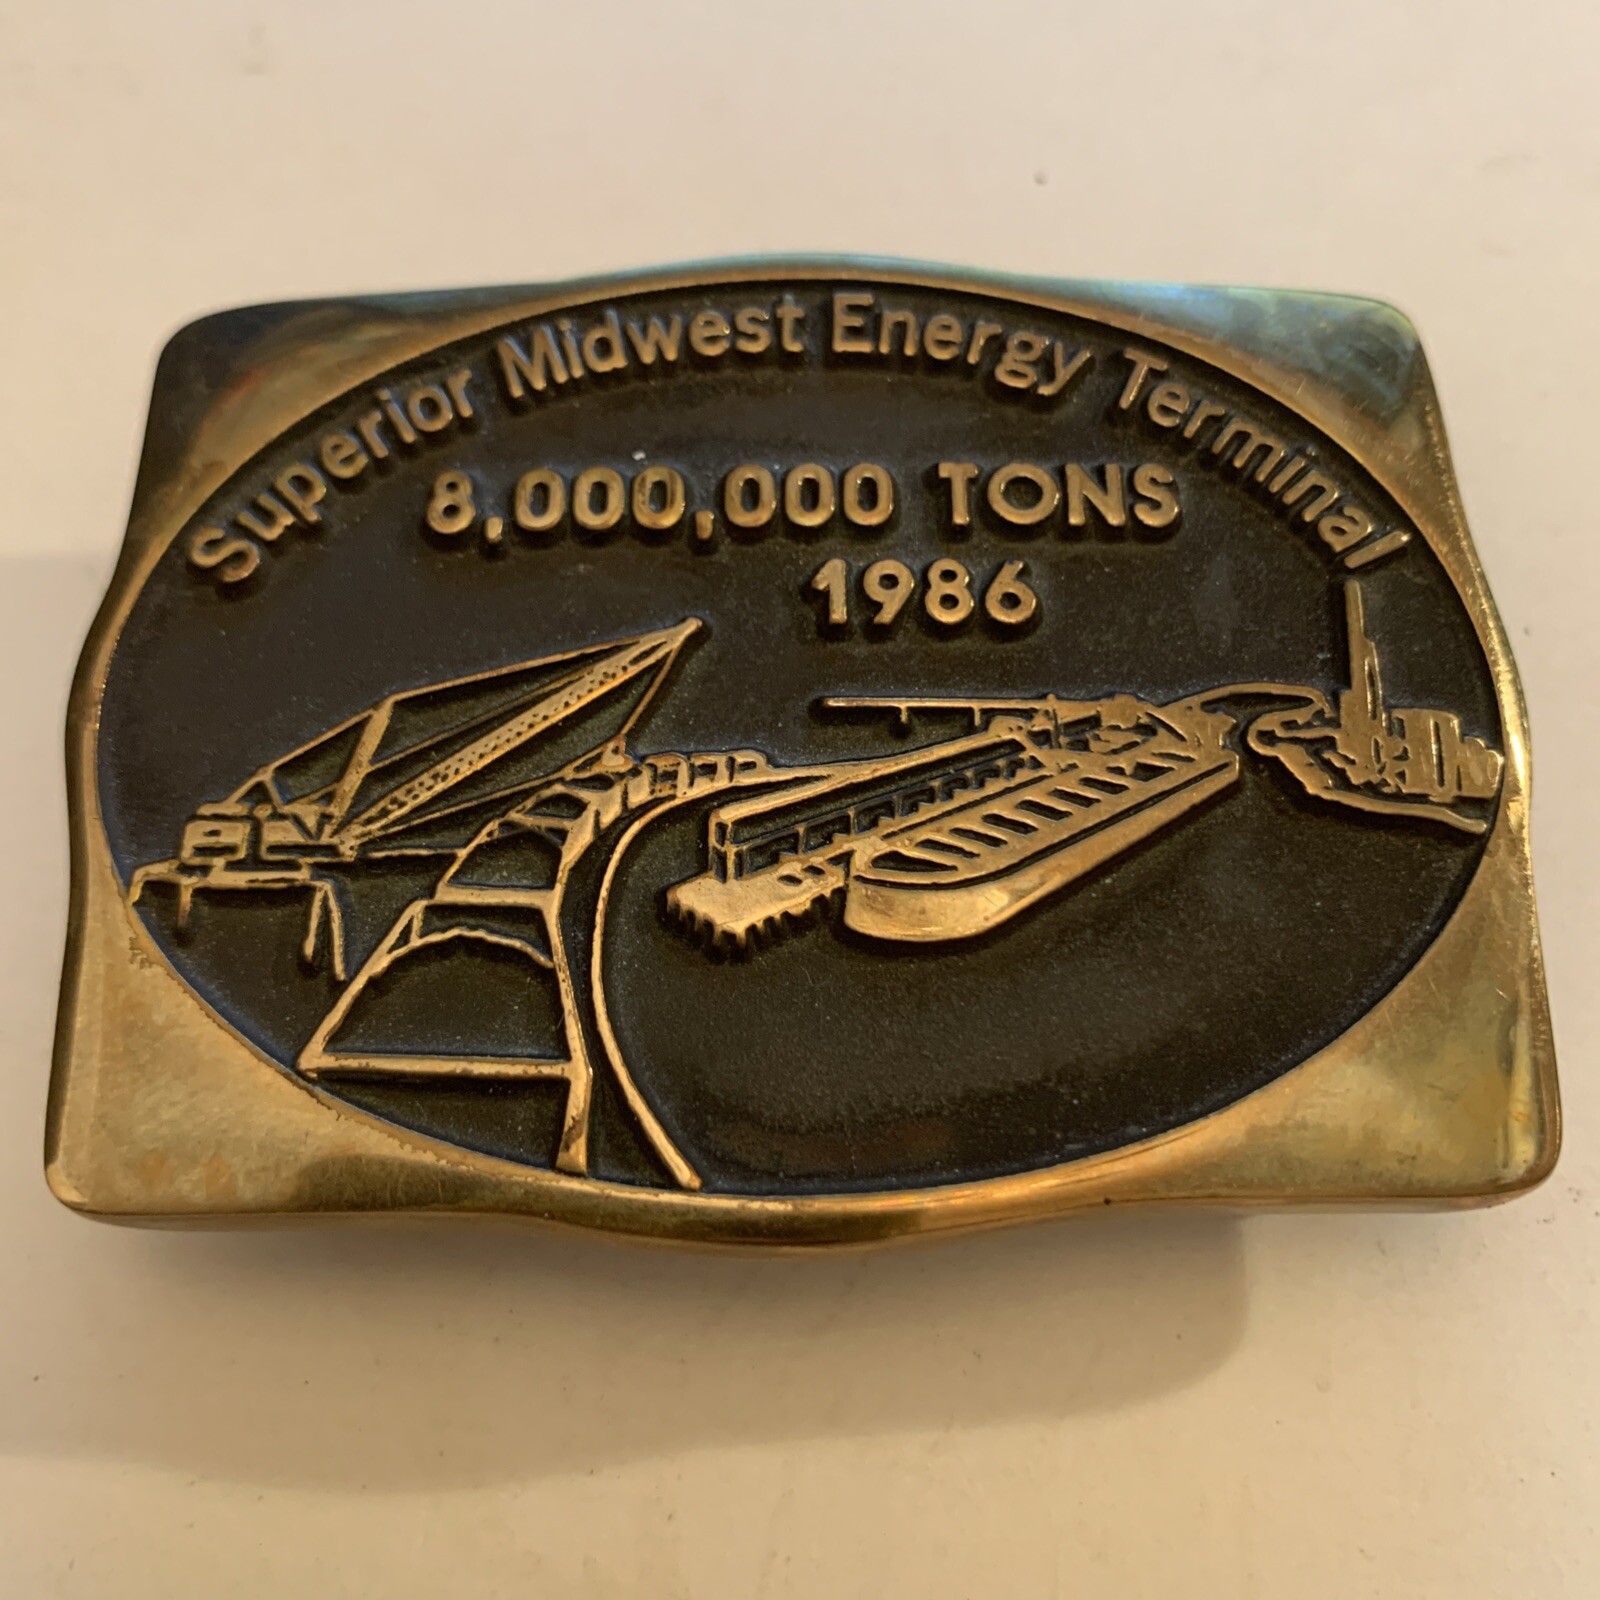 Superior Midwest Energy Terminal
8,000,000 TONS
1986